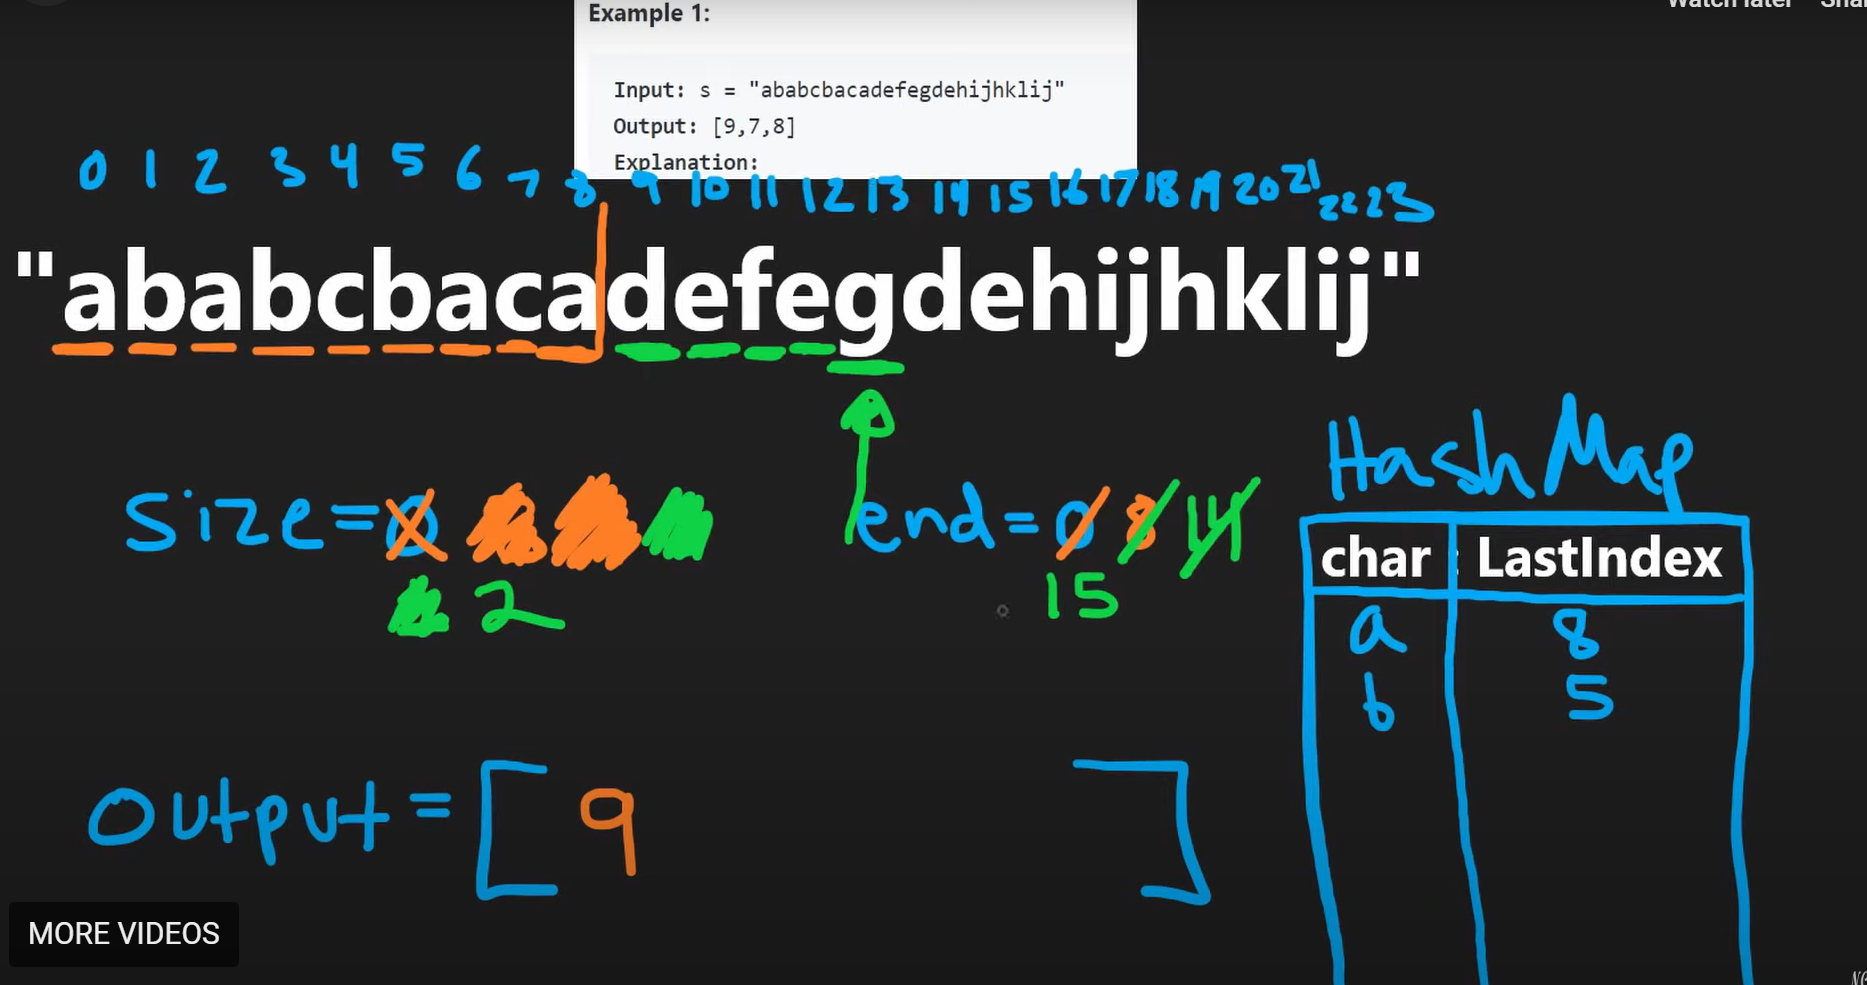 Watch later Shar
Example 1:
Input: s = "ababcbacadefegdehijhklij"
Output: [9,7,8]
Explanation:
0 1 2 3 4 5 6 7 8 9 10 11 12 13 14 15 16 17 18 19 20 21 22 23
"ababcbacadefegdehijhklij"
HashMap
size = 0 end = 0 8 14
char : LastIndex
2 15
a 8
b 5
output = [ 9 ]
MORE VIDEOS